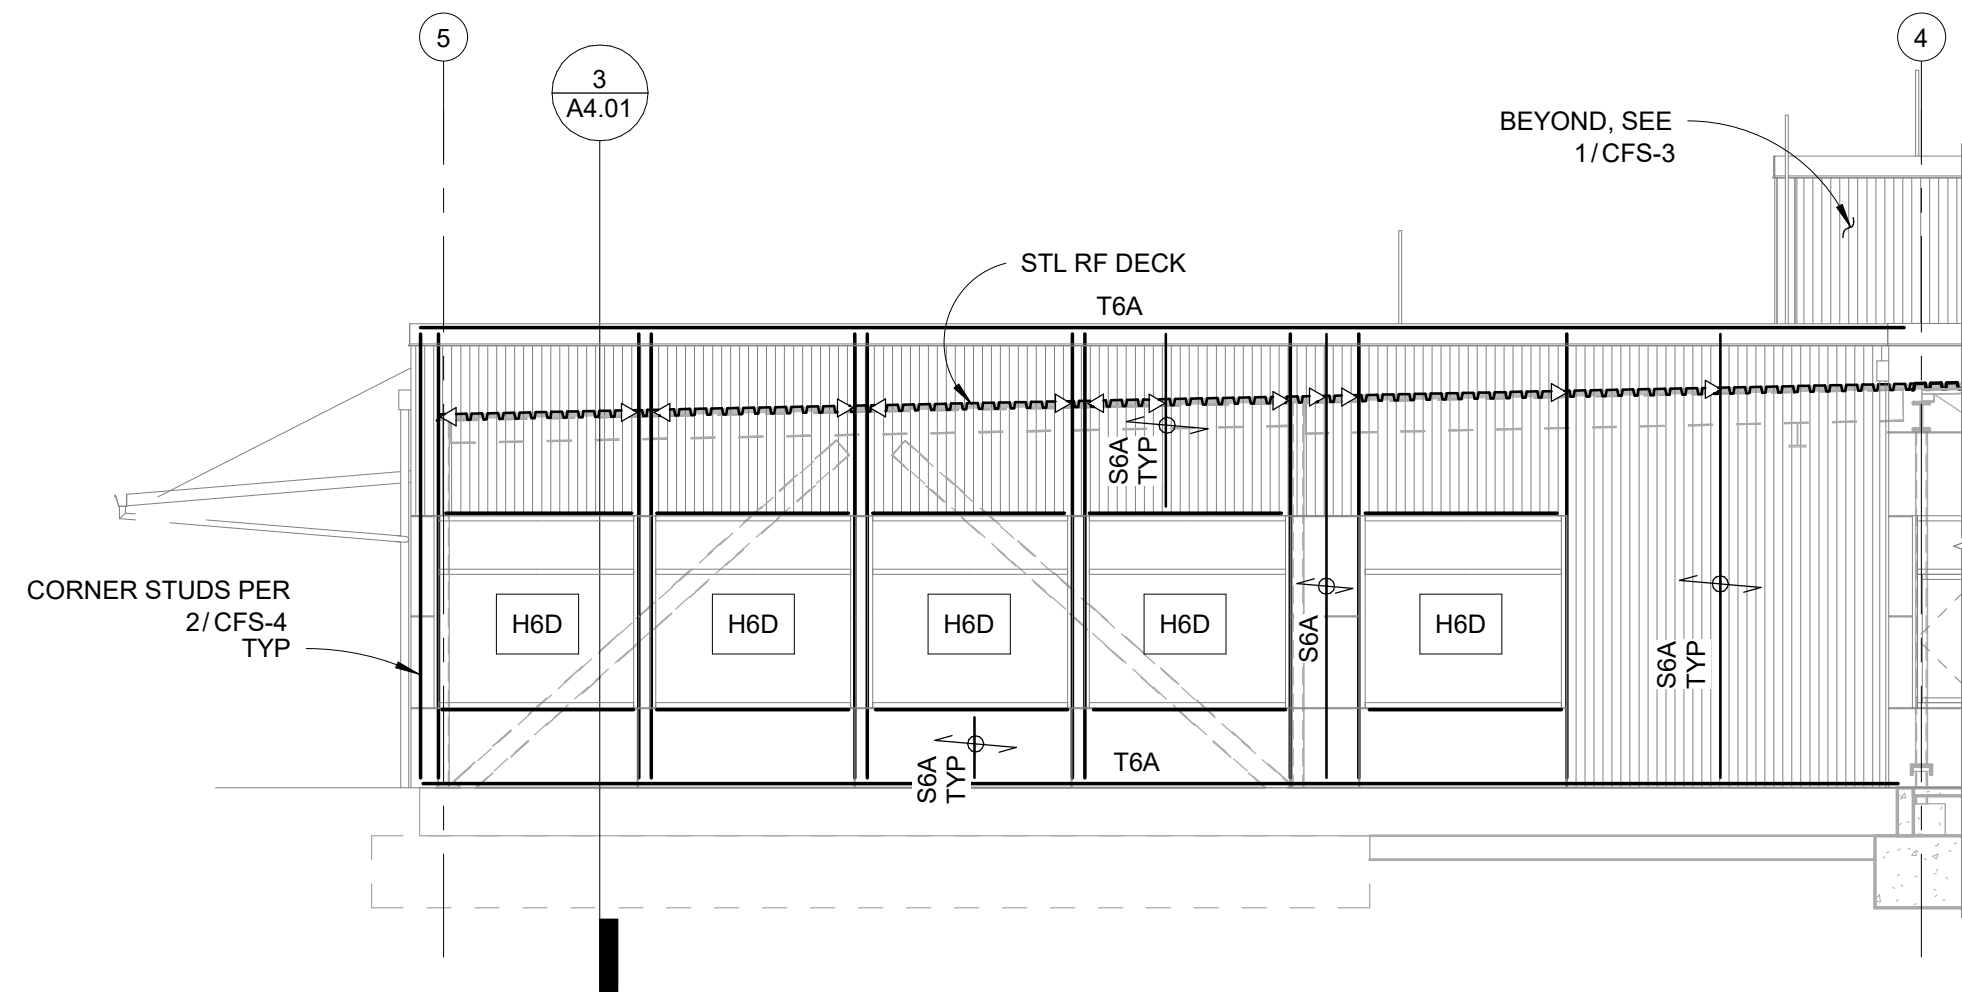 5
3
A4.01
4
BEYOND, SEE
1/CFS-3
STL RF DECK
T6A
S6A
TYP
CORNER STUDS PER
2/CFS-4
TYP
H6D
H6D
H6D
H6D
H6D
S6A
S6A
TYP
S6A
TYP
T6A